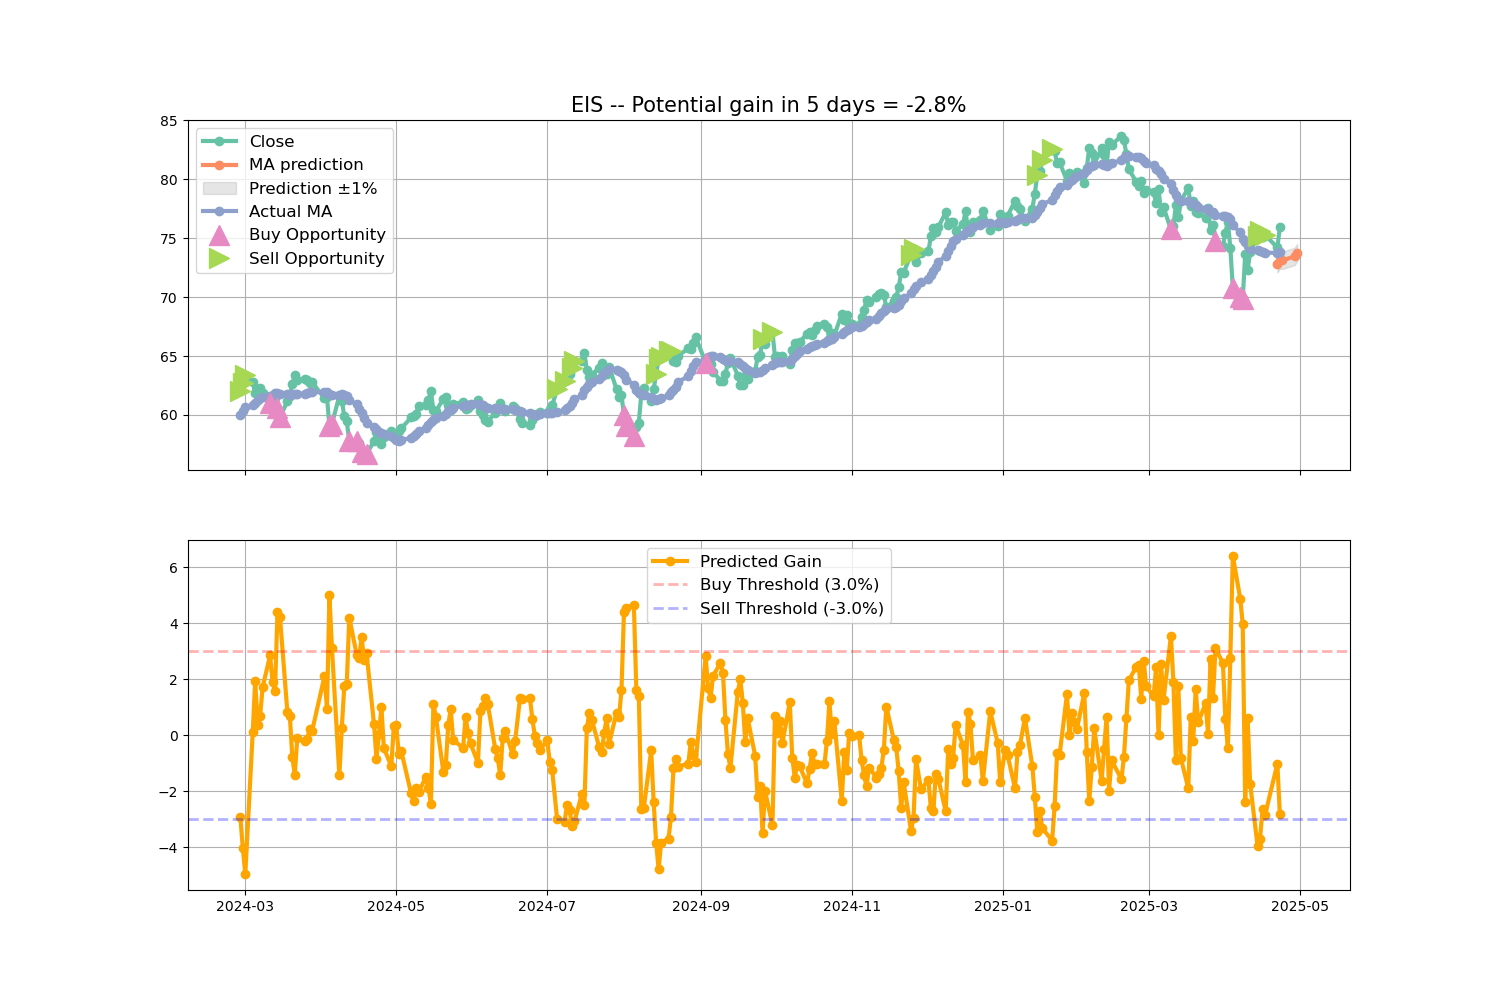 EIS -- Potential gain in 5 days = -2.8%
85
80
75
70
65
60
Close
MA prediction
Prediction ±1%
Actual MA
Buy Opportunity
Sell Opportunity
6
4
2
0
−2
−4
Predicted Gain
Buy Threshold (3.0%)
Sell Threshold (-3.0%)
2024-03
2024-05
2024-07
2024-09
2024-11
2025-01
2025-03
2025-05